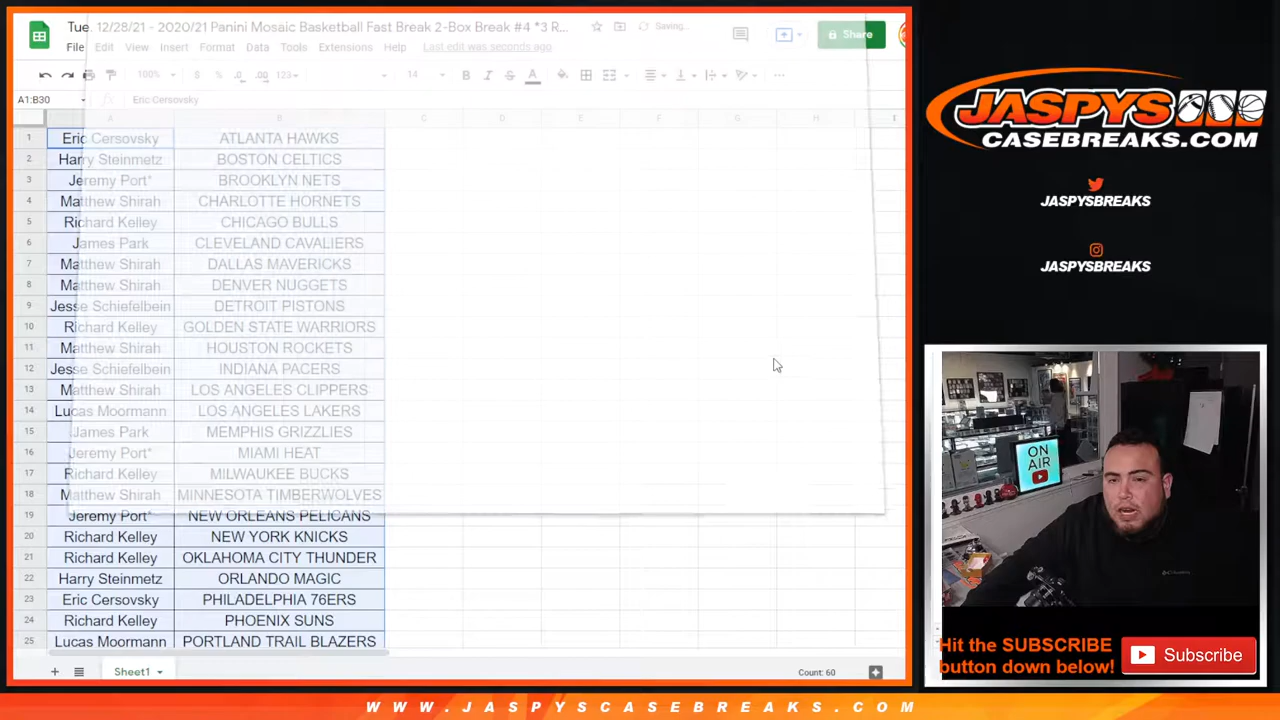 Tue. 12/28/21 - 2020/21 Panini Mosaic Basketball Fast Break 2-Box Break #4 *3 R... Saving... Share
File Edit View Insert Format Data Tools Extensions Help Last edit was seconds ago
100% $ % .0 .00 123 14 B I S A
A1:B30 fx Eric Cersovsky
A B C D E F G H
1 Eric Cersovsky ATLANTA HAWKS
2 Harry Steinmetz BOSTON CELTICS
3 Jeremy Port* BROOKLYN NETS
4 Matthew Shirah CHARLOTTE HORNETS
5 Richard Kelley CHICAGO BULLS
6 James Park CLEVELAND CAVALIERS
7 Matthew Shirah DALLAS MAVERICKS
8 Matthew Shirah DENVER NUGGETS
9 Jesse Schiefelbein DETROIT PISTONS
10 Richard Kelley GOLDEN STATE WARRIORS
11 Matthew Shirah HOUSTON ROCKETS
12 Jesse Schiefelbein INDIANA PACERS
13 Matthew Shirah LOS ANGELES CLIPPERS
14 Lucas Moormann LOS ANGELES LAKERS
15 James Park MEMPHIS GRIZZLIES
16 Jeremy Port* MIAMI HEAT
17 Richard Kelley MILWAUKEE BUCKS
18 Matthew Shirah MINNESOTA TIMBERWOLVES
19 Jeremy Port* NEW ORLEANS PELICANS
20 Richard Kelley NEW YORK KNICKS
21 Richard Kelley OKLAHOMA CITY THUNDER
22 Harry Steinmetz ORLANDO MAGIC
23 Eric Cersovsky PHILADELPHIA 76ERS
24 Richard Kelley PHOENIX SUNS
25 Lucas Moormann PORTLAND TRAIL BLAZERS
Sheet1 Count: 60
JASPYS
CASEBREAKS.COM
JASPYSBREAKS
JASPYSBREAKS
ON
AIR
Hit the SUBSCRIBE
button down below!
Subscribe
WWW.JASPYSCASEBREAKS.COM